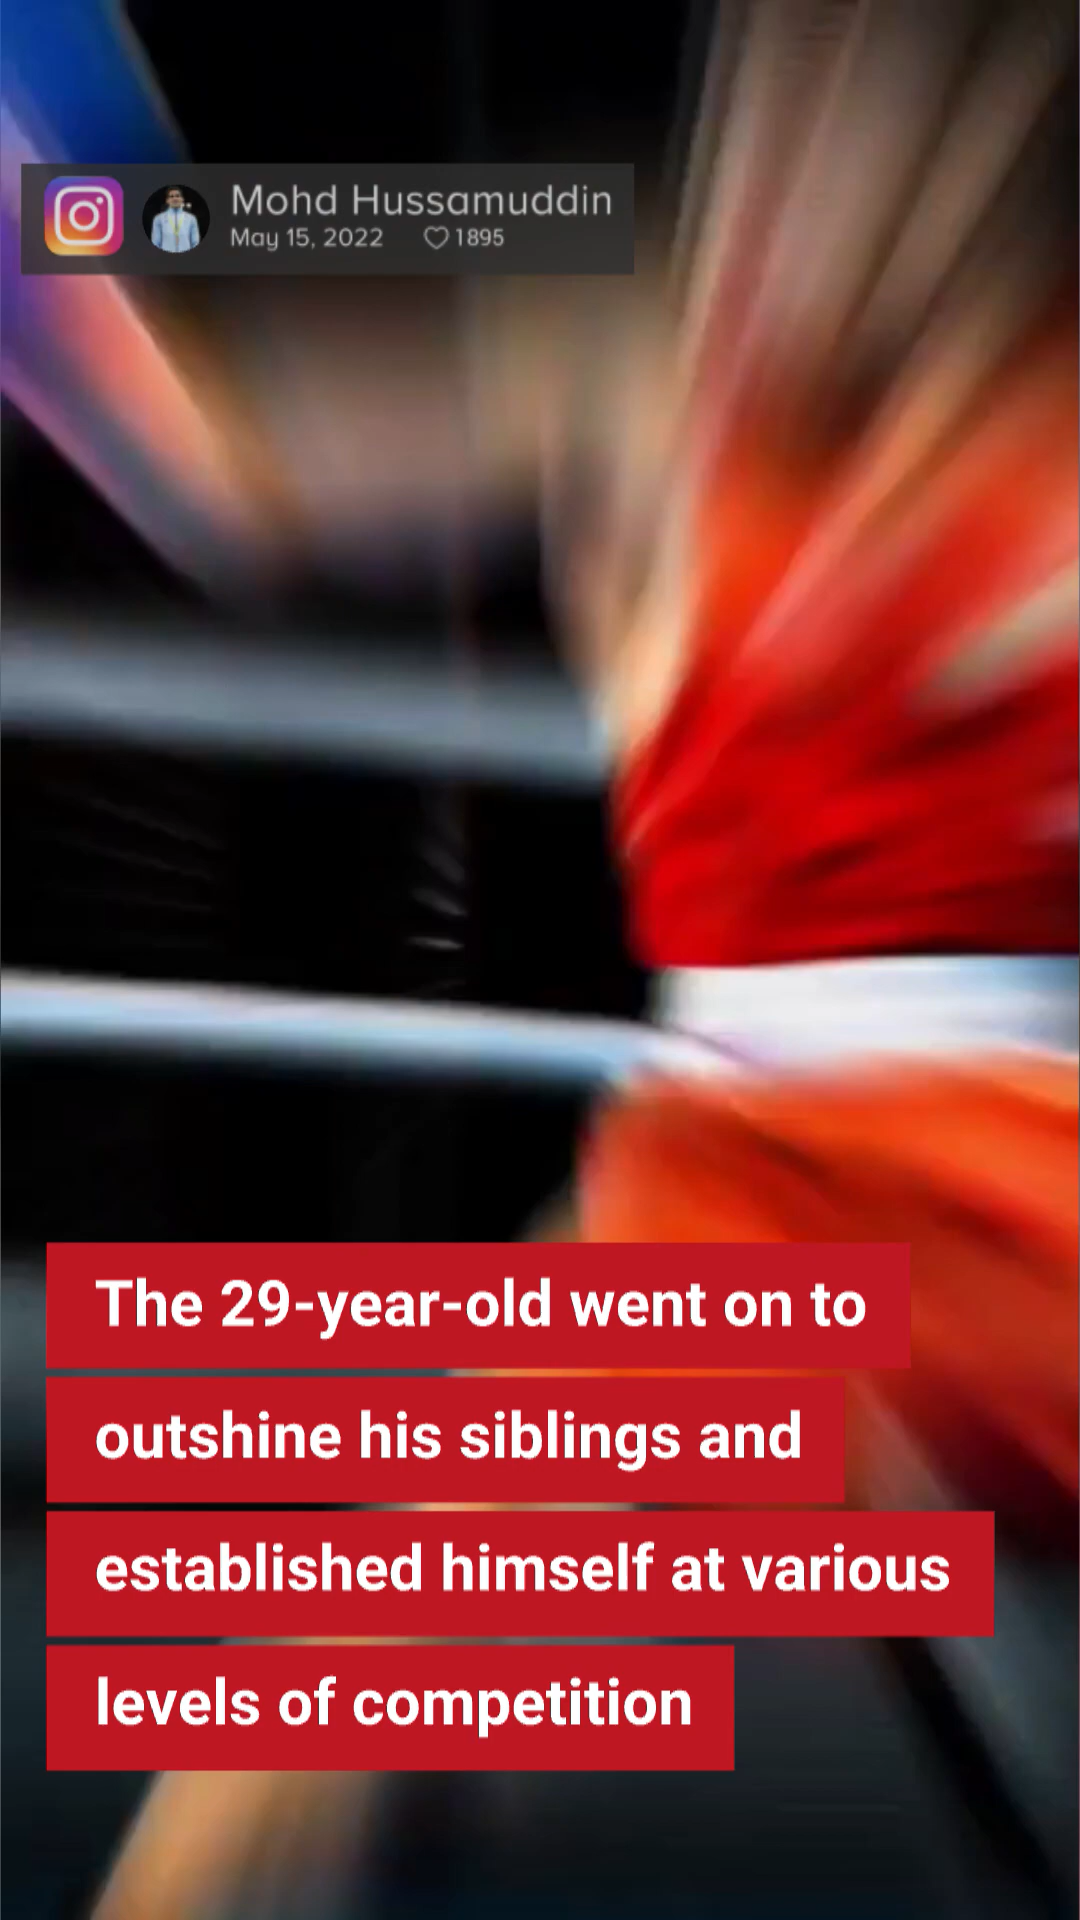 Mohd Hussamuddin
May 15, 2022 1895
The 29-year-old went on to
outshine his siblings and
established himself at various
levels of competition